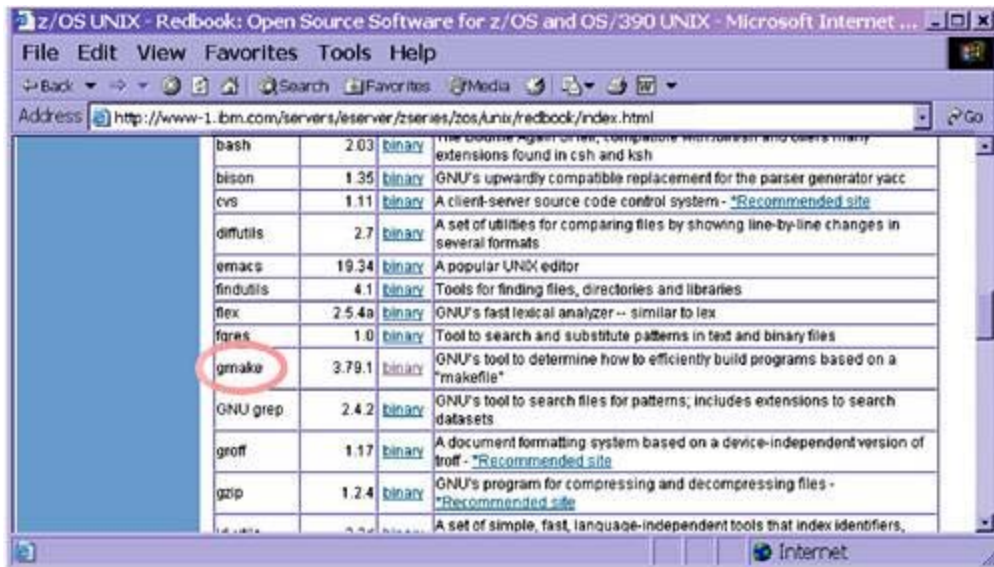 z/OS UNIX - Redbook: Open Source Software for z/OS and OS/390 UNIX - Microsoft Internet ...
File Edit View Favorites Tools Help
Back Search Favorites Media
Address http://www-1.ibm.com/servers/eserver/zseries/zos/unix/redbook/index.html Go
bash 2.03 binary extensions found in csh and ksh
bison 1.35 binary GNU's upwardly compatible replacement for the parser generator yacc
cvs 1.11 binary A client-server source code control system - *Recommended site
diffutils 2.7 binary A set of utilities for comparing files by showing line-by-line changes in
several formats
emacs 19.34 binary A popular UNIX editor
findutils 4.1 binary Tools for finding files, directories and libraries
flex 2.5.4a binary GNU's fast lexical analyzer -- similar to lex
fgres 1.0 binary Tool to search and substitute patterns in text and binary files
gmake 3.79.1 binary GNU's tool to determine how to efficiently build programs based on a
"makefile"
GNU grep 2.4.2 binary GNU's tool to search files for patterns; includes extensions to search
datasets
groff 1.17 binary A document formatting system based on a device-independent version of
troff - *Recommended site
gzip 1.2.4 binary GNU's program for compressing and decompressing files -
*Recommended site
A set of simple, fast, language-independent tools that index identifiers,
Internet